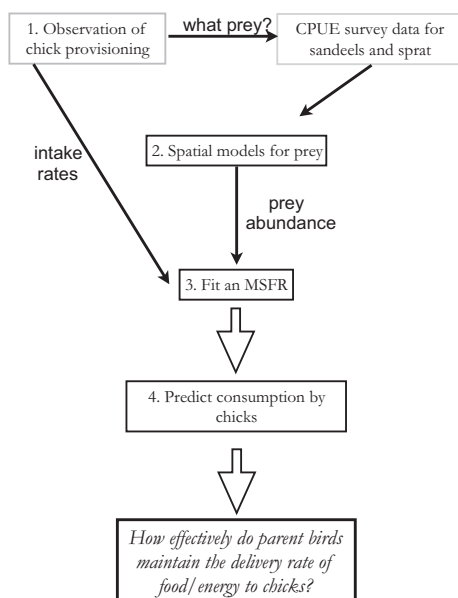 1. Observation of
chick provisioning
what prey?
CPUE survey data for
sandeels and sprat
intake
rates
2. Spatial models for prey
prey
abundance
3. Fit an MSFR
4. Predict consumption by
chicks
How effectively do parent birds
maintain the delivery rate of
food/energy to chicks?